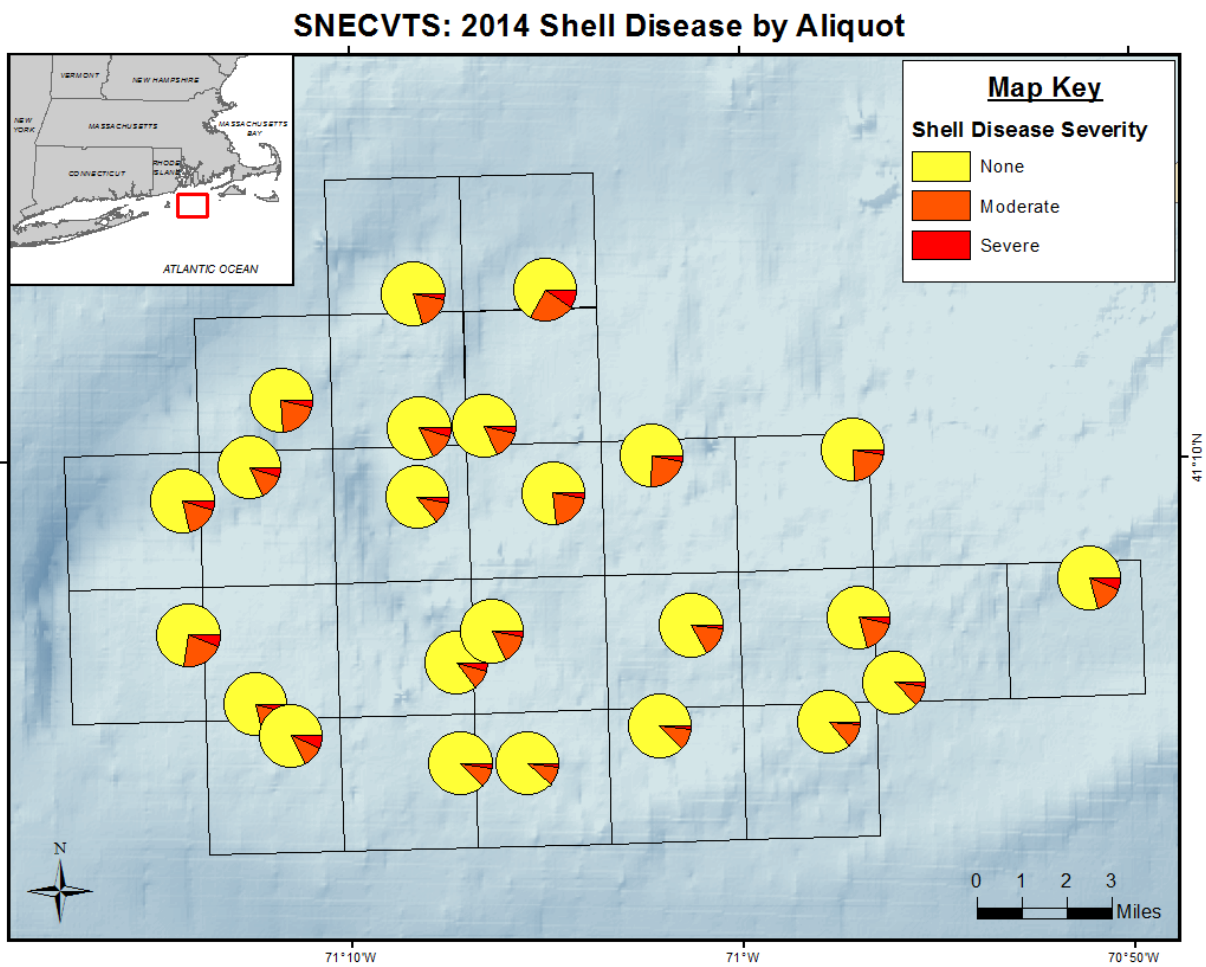 SNECVTS: 2014 Shell Disease by Aliquot
VERMONT
NEW HAMPSHIRE
NEW
YORK
MASSACHUSETTS
MASSACHUSETTS
BAY
CONNECTICUT
RHODE
ISLAND
ATLANTIC OCEAN
Map Key
Shell Disease Severity
None
Moderate
Severe
41°10'N
N
0 1 2 3
Miles
71°10'W
71°W
70°50'W